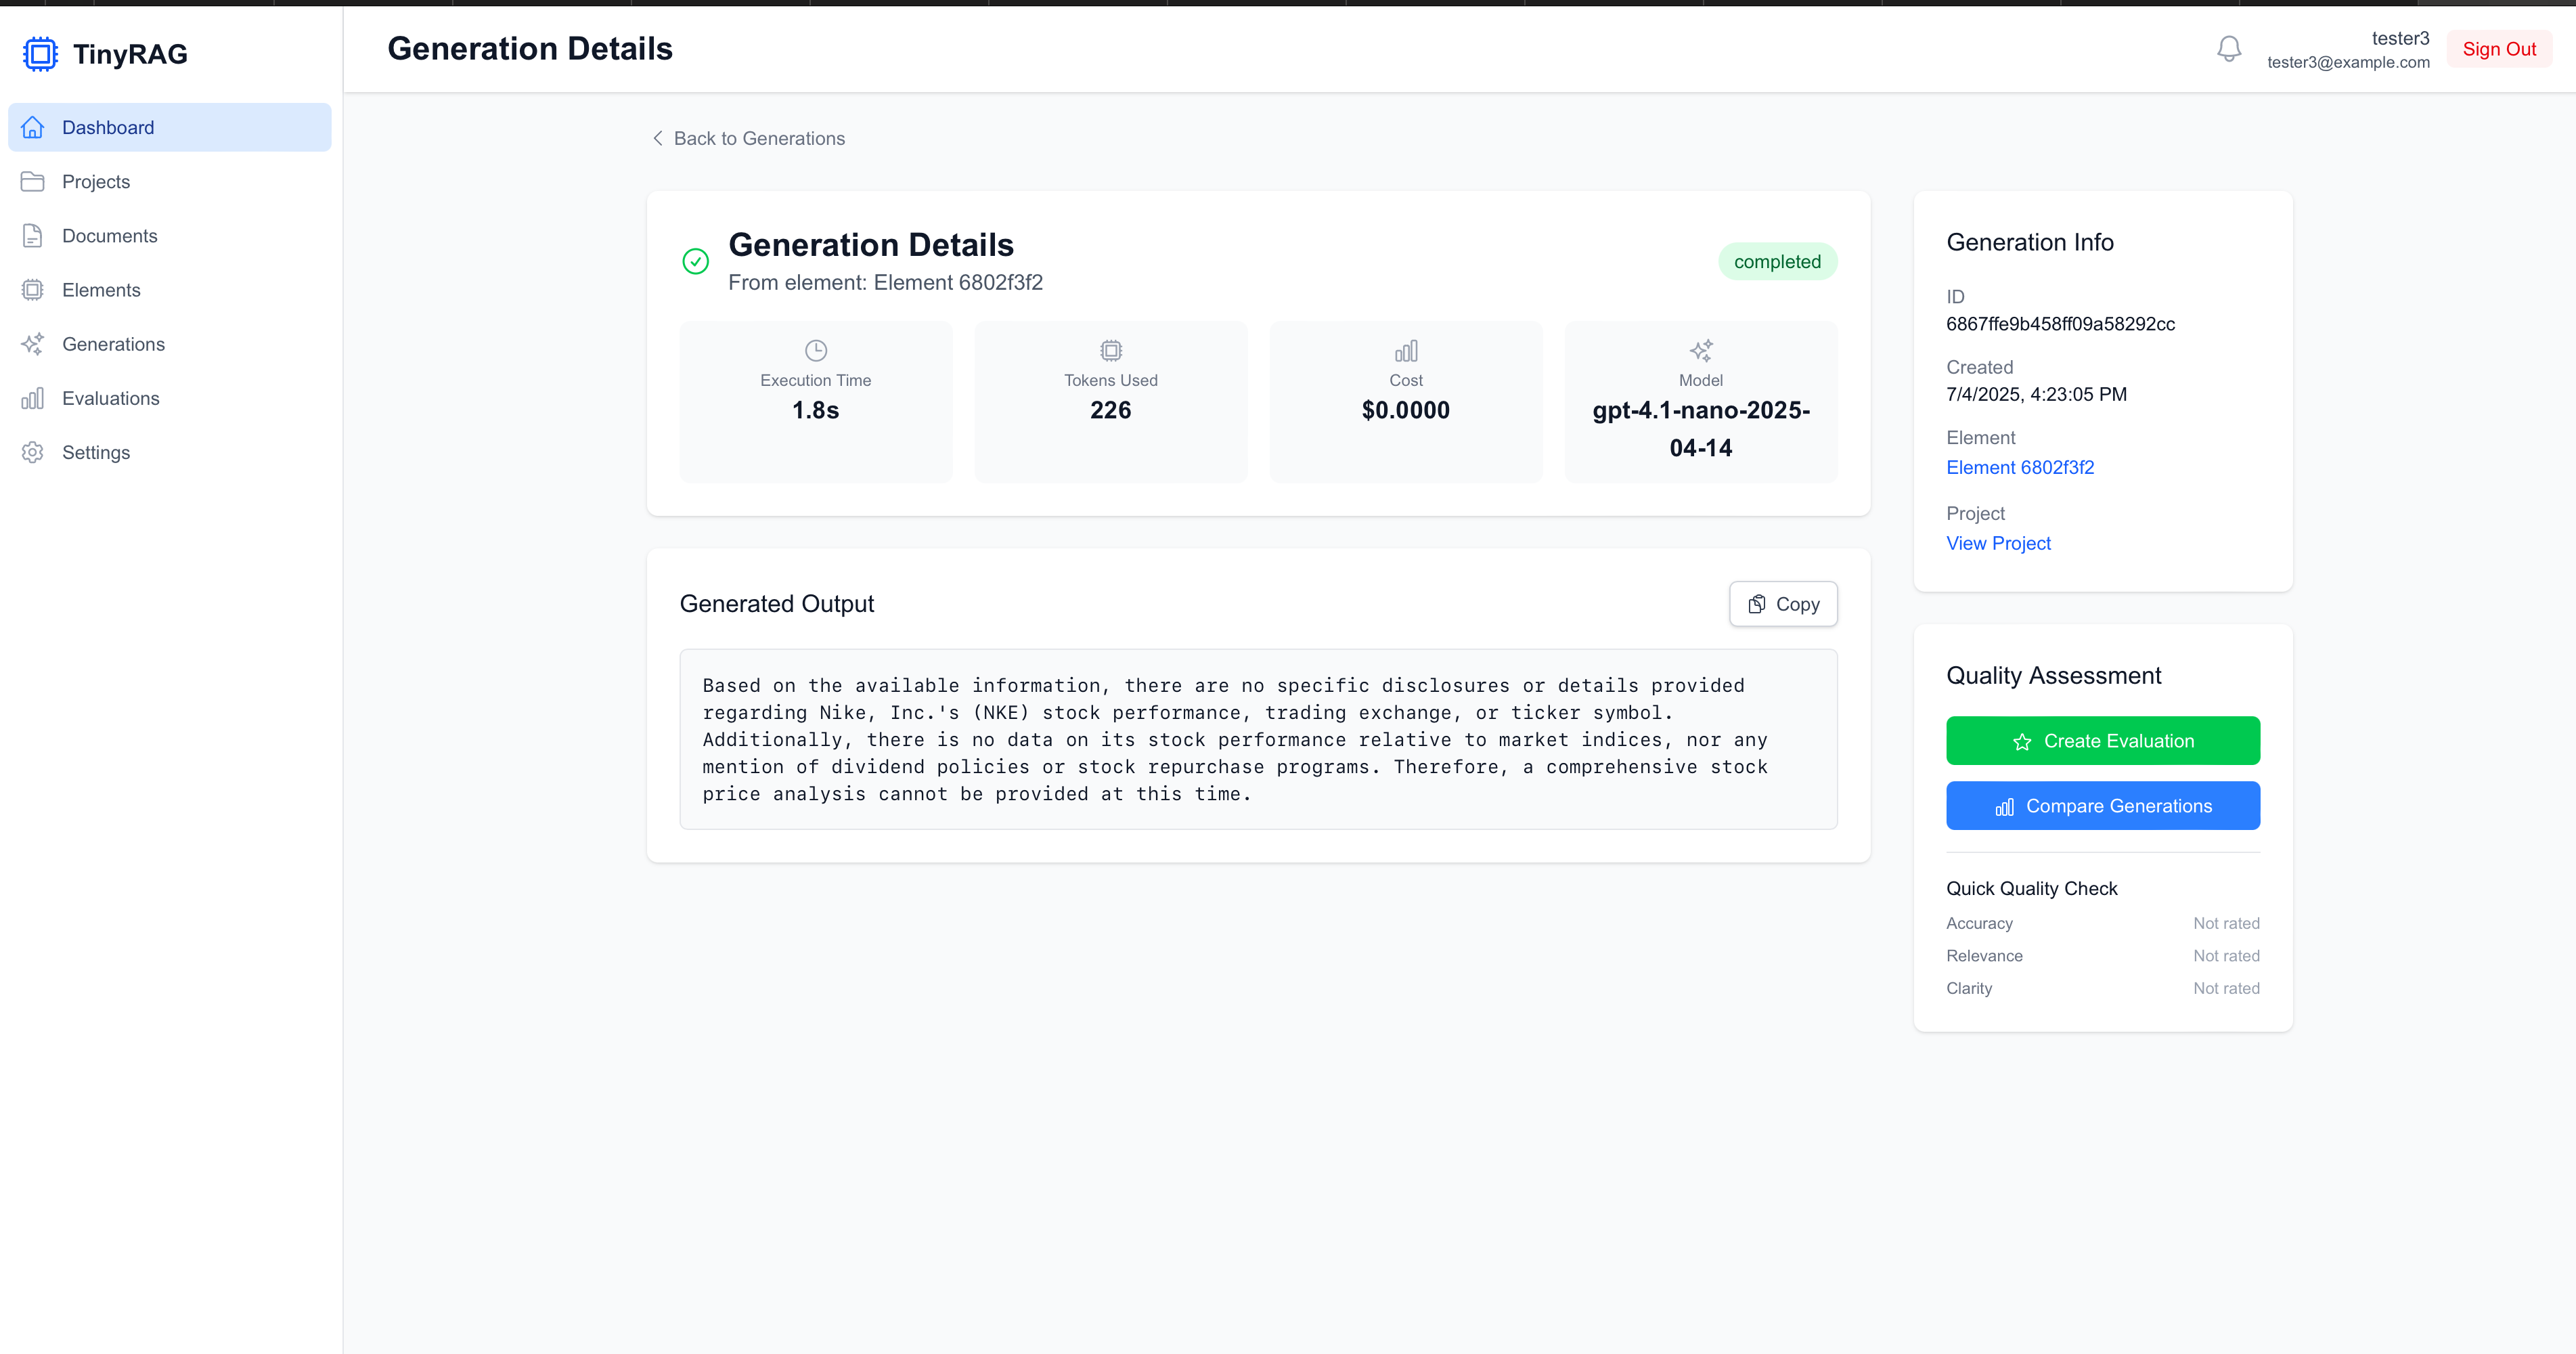 TinyRAG
Dashboard
Projects
Documents
Elements
Generations
Evaluations
Settings
Generation Details
tester3
tester3@example.com
Sign Out
Back to Generations
Generation Details
From element: Element 6802f3f2
completed
Execution Time
1.8s
Tokens Used
226
Cost
$0.0000
Model
gpt-4.1-nano-2025-
04-14
Generated Output
Copy
Based on the available information, there are no specific disclosures or details provided
regarding Nike, Inc.'s (NKE) stock performance, trading exchange, or ticker symbol.
Additionally, there is no data on its stock performance relative to market indices, nor any
mention of dividend policies or stock repurchase programs. Therefore, a comprehensive stock
price analysis cannot be provided at this time.
Generation Info
ID
6867ffe9b458ff09a58292cc
Created
7/4/2025, 4:23:05 PM
Element
Element 6802f3f2
Project
View Project
Quality Assessment
Create Evaluation
Compare Generations
Quick Quality Check
Accuracy Not rated
Relevance Not rated
Clarity Not rated